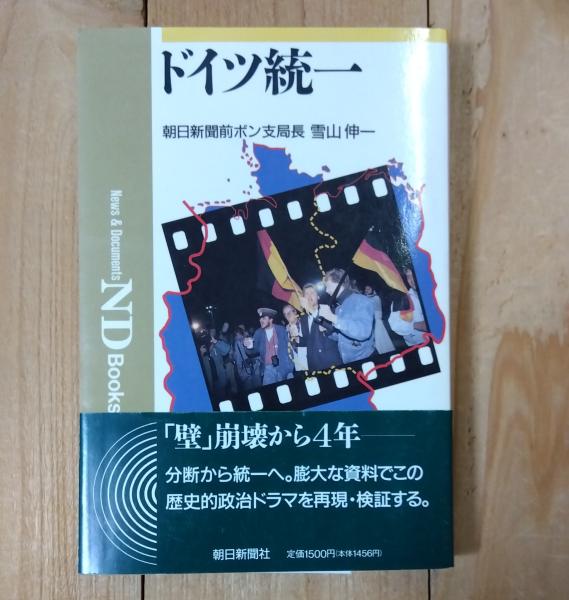 ドイツ統一
朝日新聞前ボン支局長 雪山伸一
News & Documents
ND Books
「壁」崩壊から4年――
分断から統一へ。膨大な資料でこの
歴史的政治ドラマを再現・検証する。
朝日新聞社 定価1500円(本体1456円)